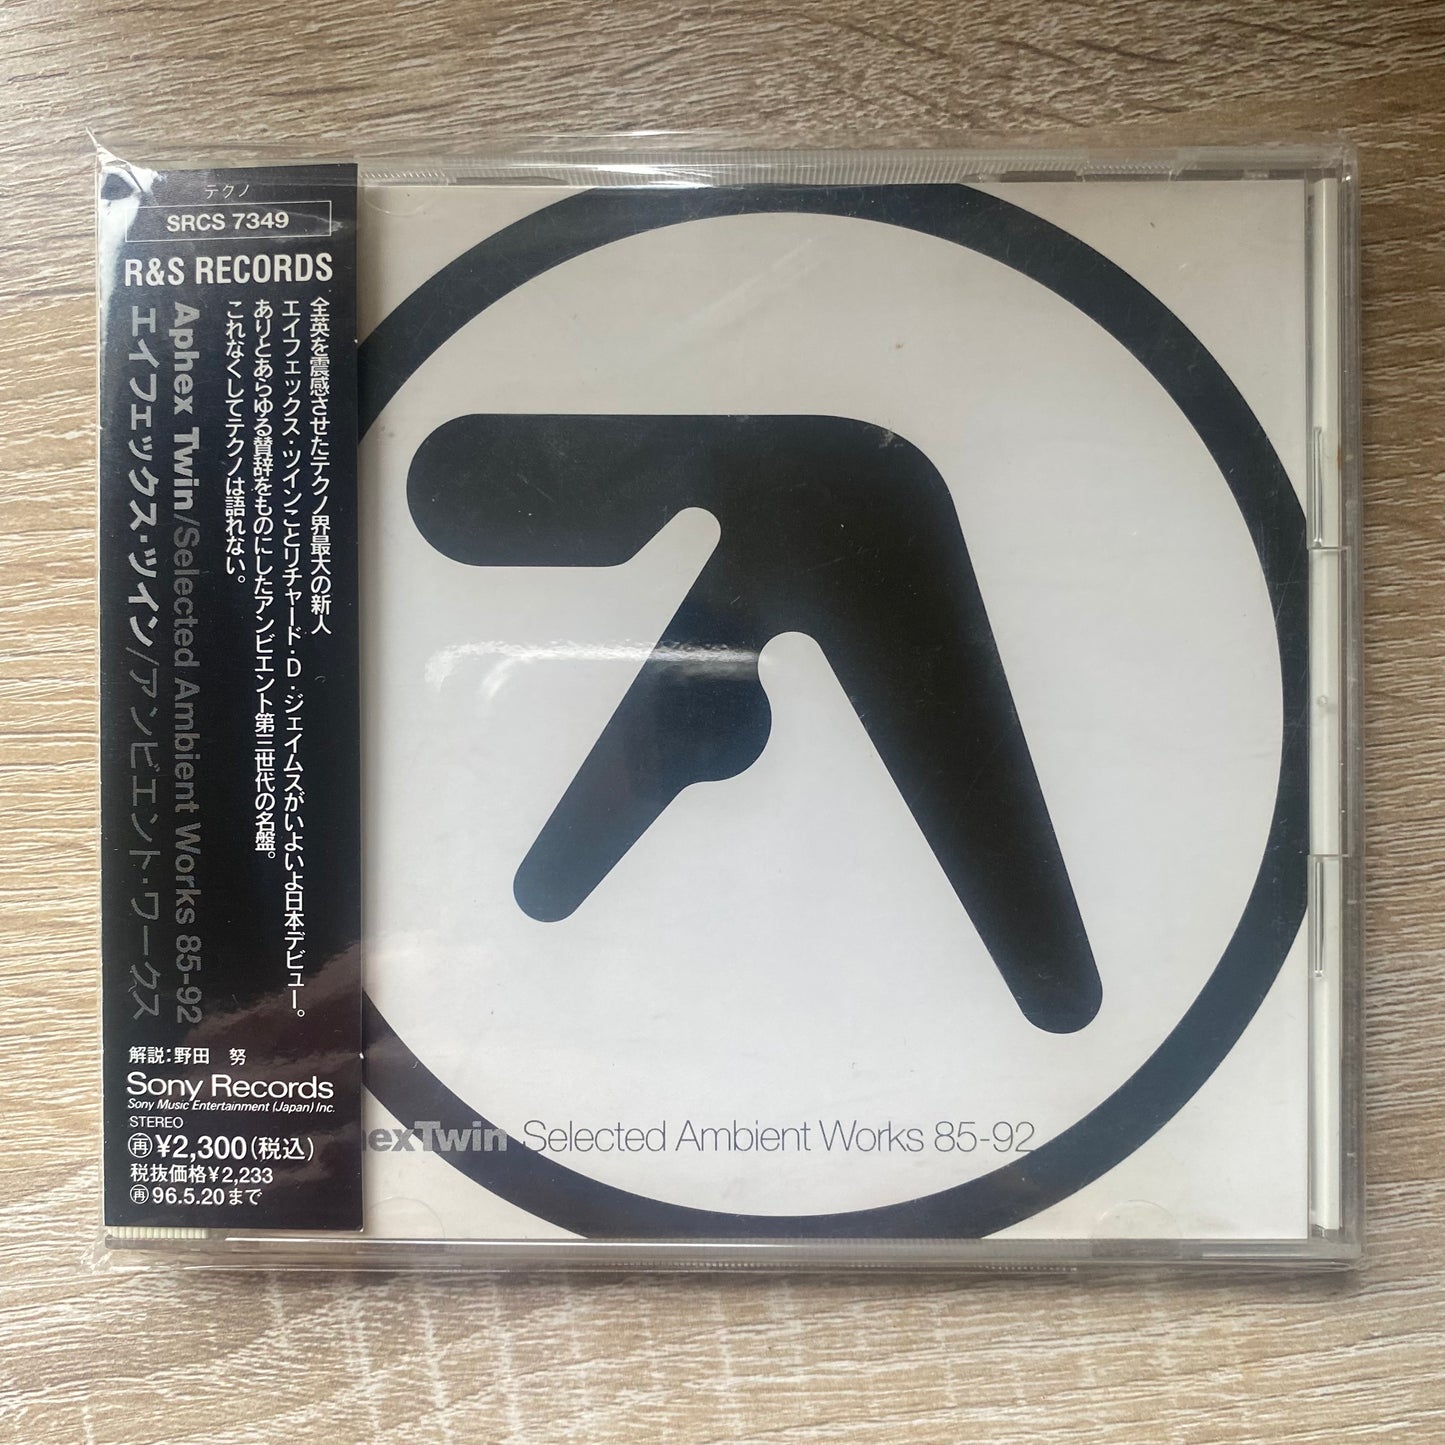 テクノ
SRCS 7349
R&S RECORDS
全英を震感させたテクノ界最大の新人
エイフェックス・ツインことリチャード・D・ジェイムスがいよいよ日本デビュー。
ありとあらゆる賛辞をものにしたアンビエント第三世代の名盤。
これなくしてテクノは語れない。
Aphex Twin/Selected Ambient Works 85-92
エイフェックス・ツイン/アンビエント・ワークス
解説:野田 努
Sony Records
Sony Music Entertainment (Japan) Inc.
STEREO
㋐¥2,300(税込)
税抜価格¥2,233
96.5.20まで
hexTwin Selected Ambient Works 85-92